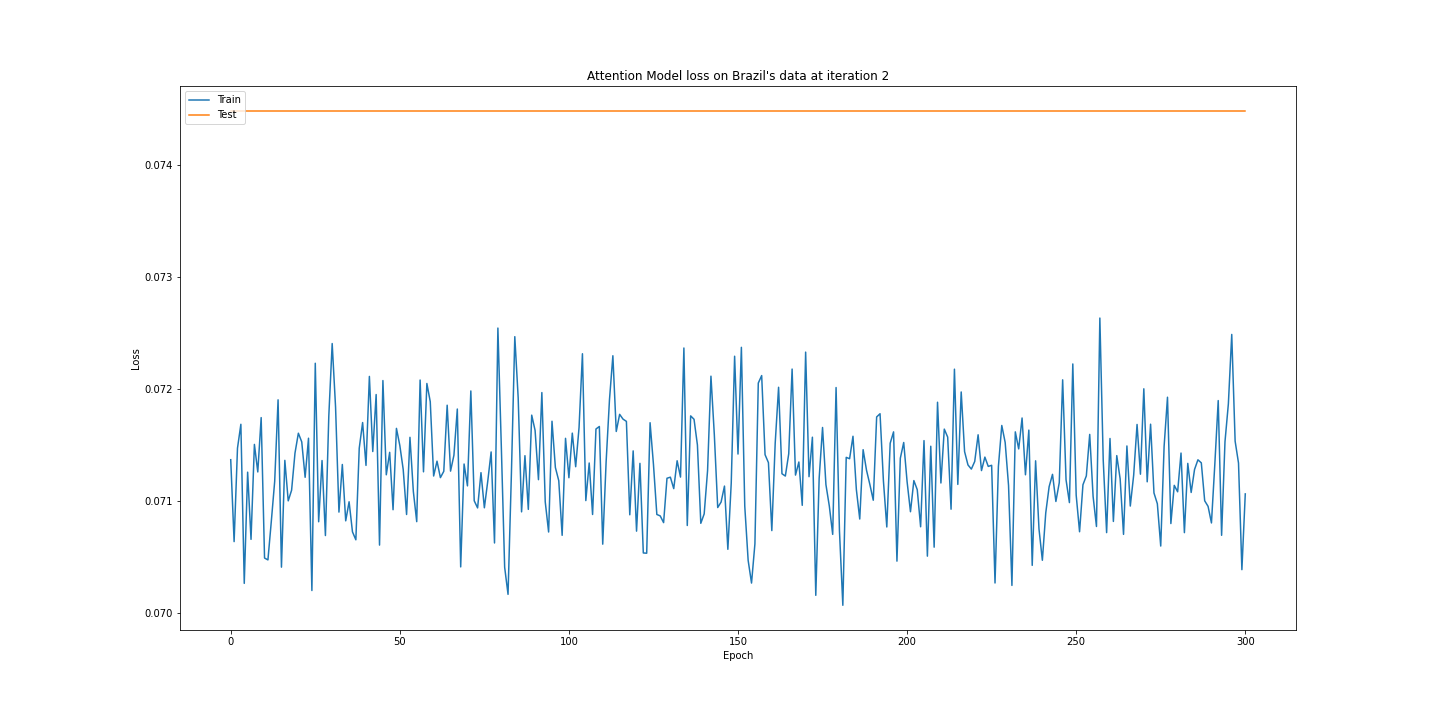 Attention Model loss on Brazil's data at iteration 2
Train
Test
0.074
0.073
0.072
0.071
0.070
Loss
0 50 100 150 200 250 300
Epoch